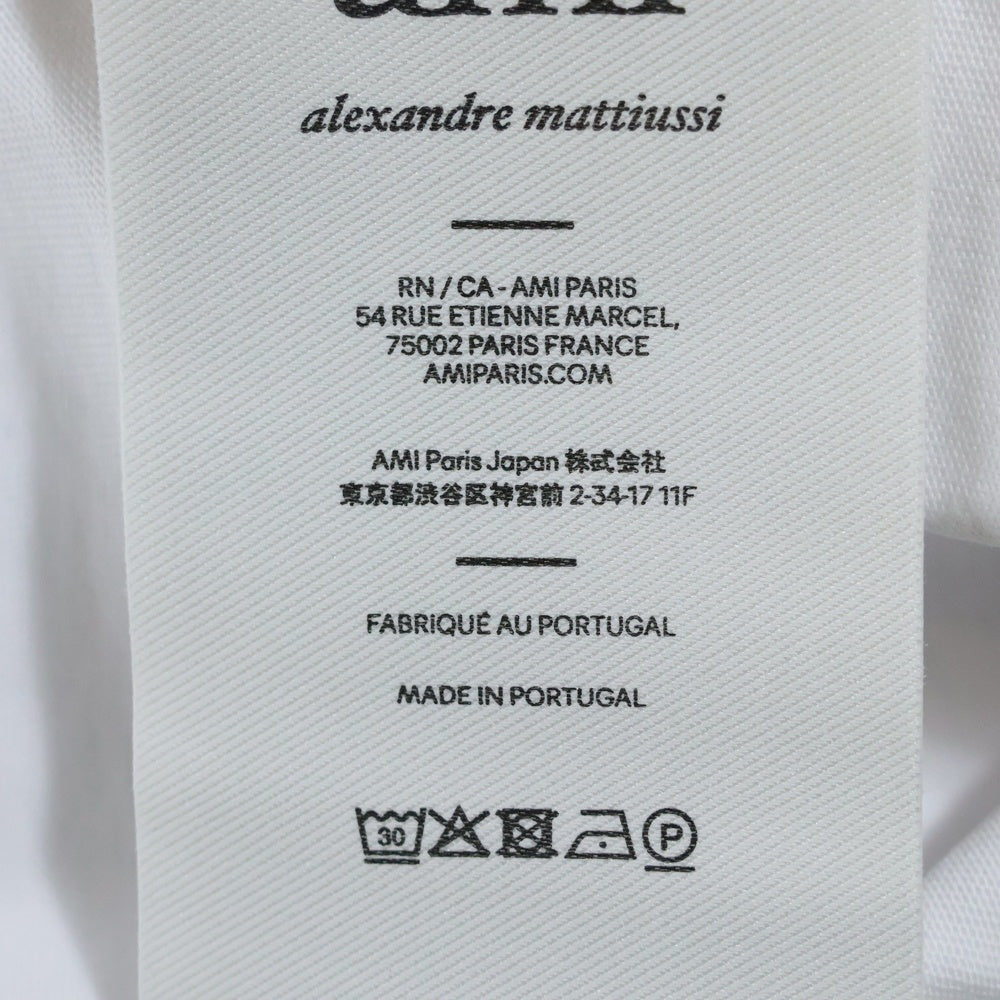 ami
alexandre mattiussi
RN / CA - AMI PARIS
54 RUE ETIENNE MARCEL,
75002 PARIS FRANCE
AMIPARIS.COM
AMI Paris Japan 株式会社
東京都渋谷区神宮前 2-34-17 11F
FABRIQUÉ AU PORTUGAL
MADE IN PORTUGAL
30
P